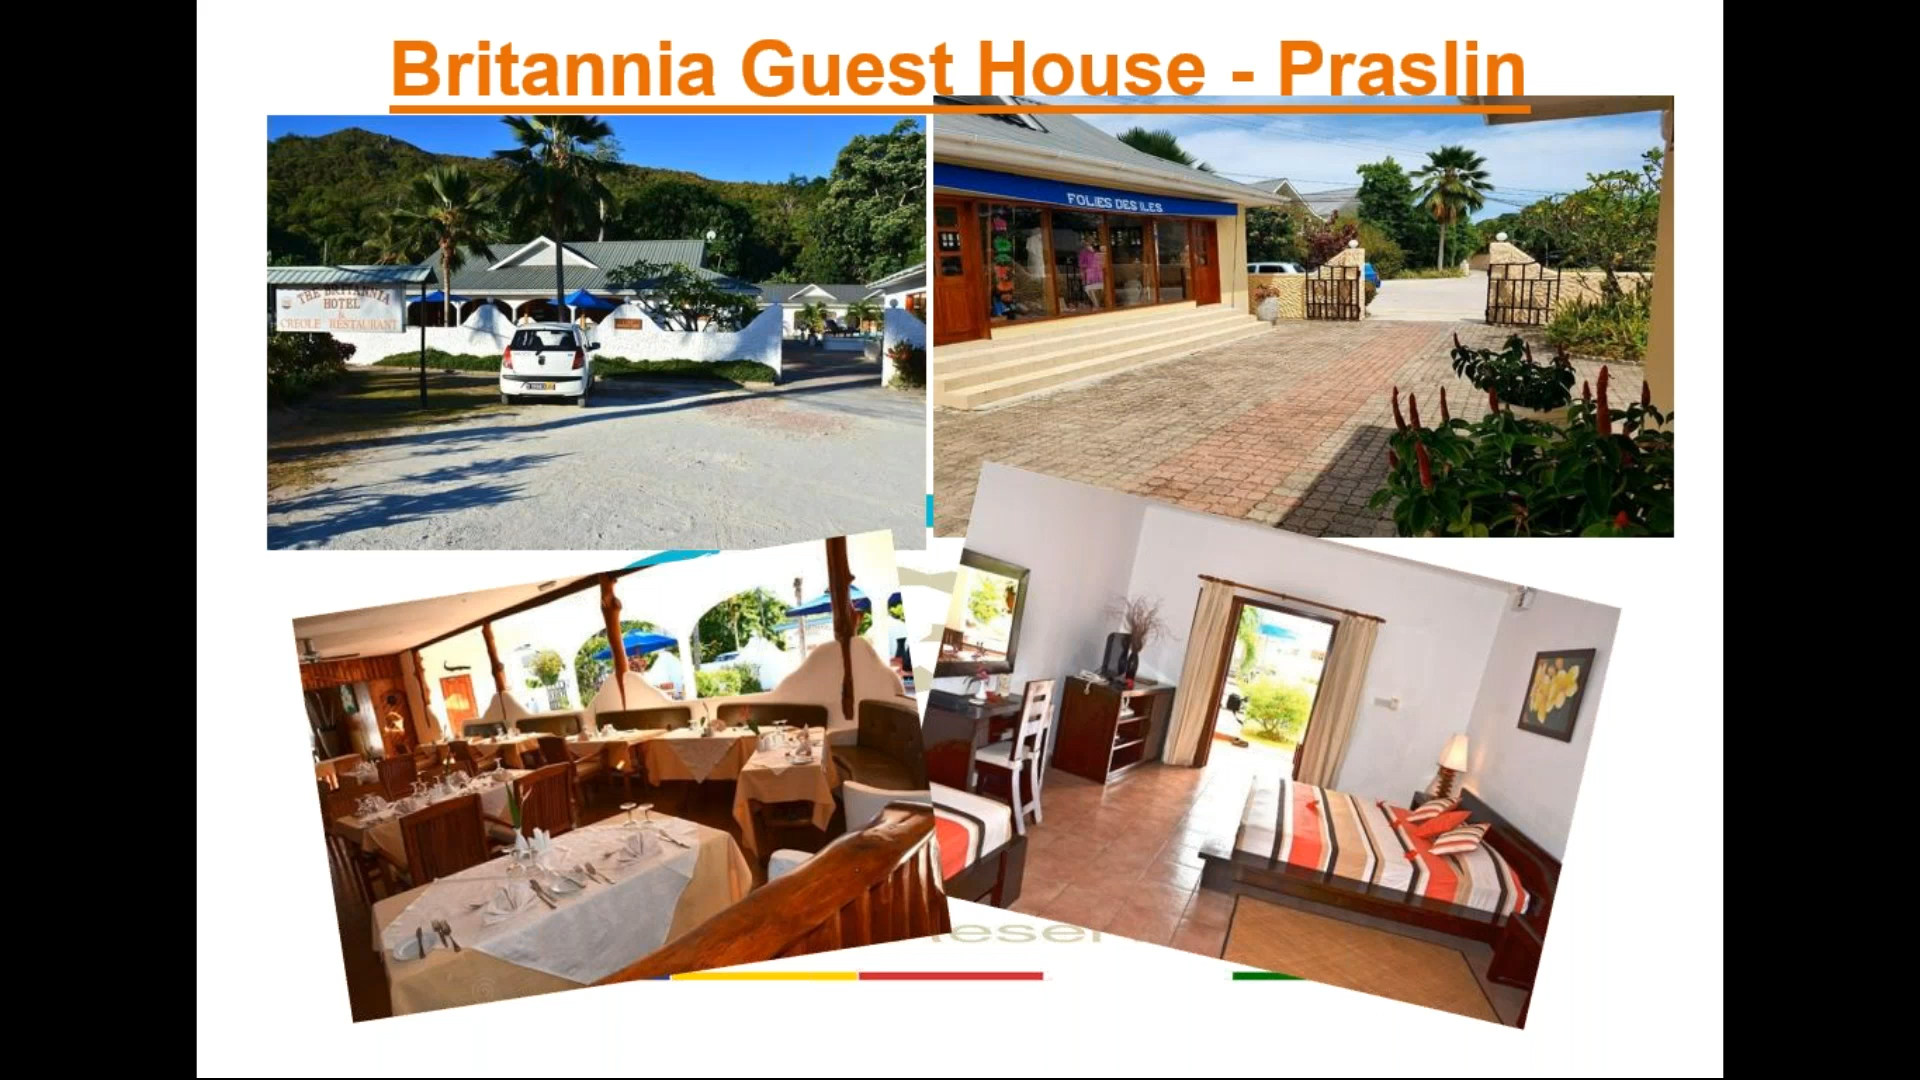 Britannia Guest House - Praslin
THE BRITANNIA
HOTEL
&
CREOLE RESTAURANT
FOLIES DES ILES